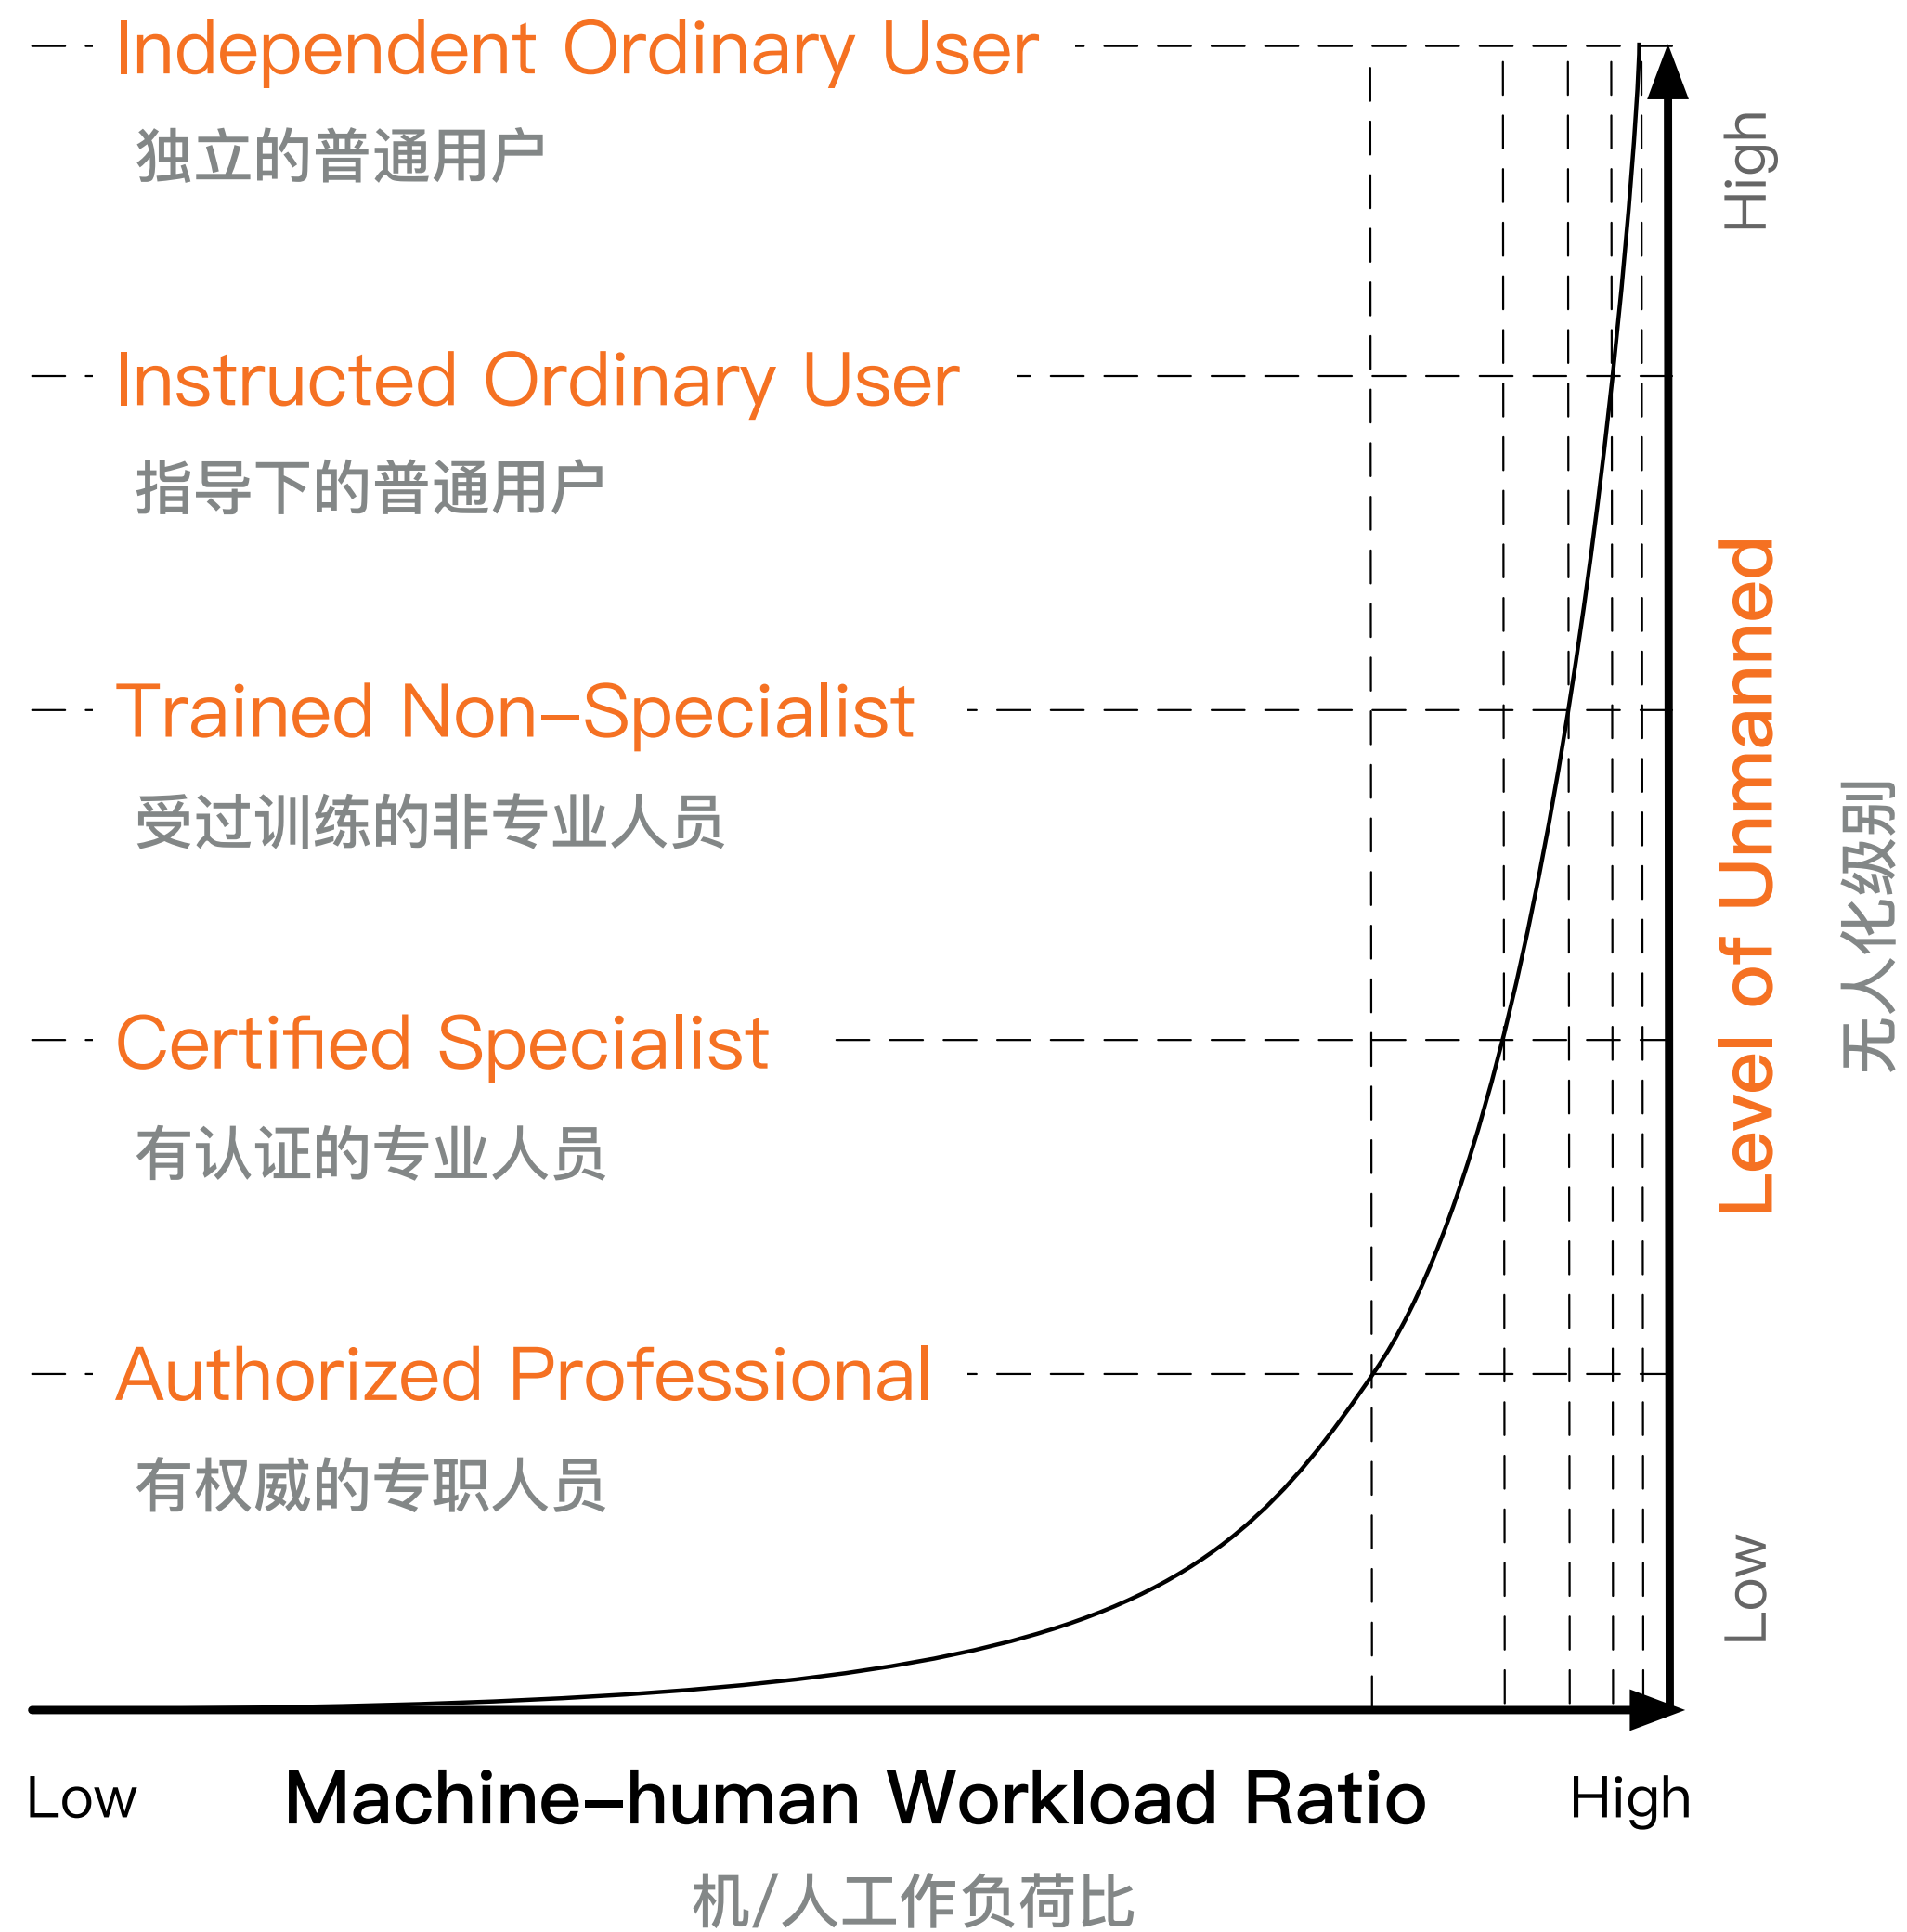 Independent Ordinary User
独立的普通用户
High
Instructed Ordinary User
指导下的普通用户
Trained Non–Specialist
受过训练的非专业人员
Level of Unmanned
无人化级别
Certified Specialist
有认证的专业人员
Authorized Professional
有权威的专职人员
Low
Low
Machine–human Workload Ratio
High
机/人工作负荷比